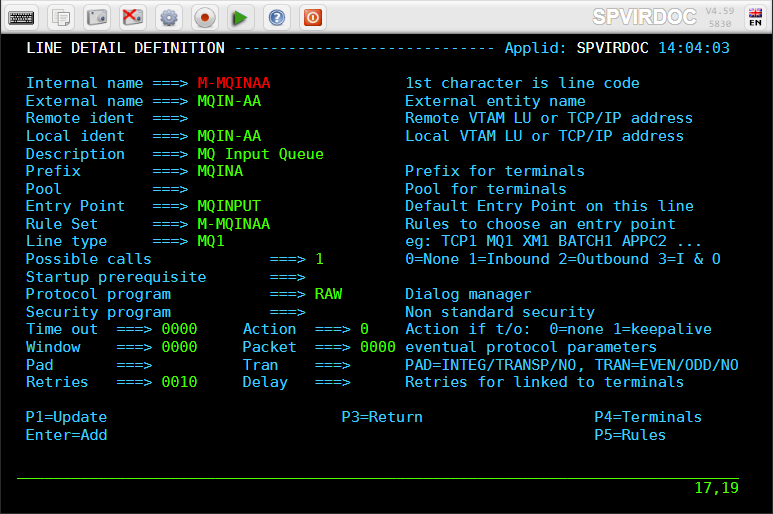 SPVIRDOC V4.59 5830 EN
LINE DETAIL DEFINITION ----------------------------- Applid: SPVIRDOC 14:04:03
Internal name ===> M-MQINAA 1st character is line code
External name ===> MQIN-AA External entity name
Remote ident ===> Remote VTAM LU or TCP/IP address
Local ident ===> MQIN-AA Local VTAM LU or TCP/IP address
Description ===> MQ Input Queue
Prefix ===> MQINA Prefix for terminals
Pool ===> Pool for terminals
Entry Point ===> MQINPUT Default Entry Point on this line
Rule Set ===> M-MQINAA Rules to choose an entry point
Line type ===> MQ1 eg: TCP1 MQ1 XM1 BATCH1 APPC2 ...
Possible calls ===> 1 0=None 1=Inbound 2=Outbound 3=I & O
Startup prerequisite ===>
Protocol program ===> RAW Dialog manager
Security program ===> Non standard security
Time out ===> 0000 Action ===> 0 Action if t/o: 0=none 1=keepalive
Window ===> 0000 Packet ===> 0000 eventual protocol parameters
Pad ===> Tran ===> PAD=INTEG/TRANSP/NO, TRAN=EVEN/ODD/NO
Retries ===> 0010 Delay ===> Retries for linked to terminals
P1=Update P3=Return P4=Terminals
Enter=Add P5=Rules
17,19